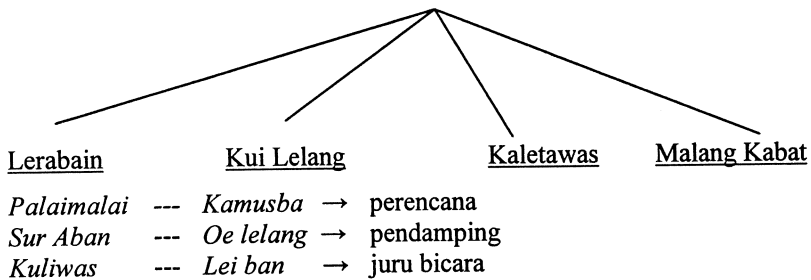 Lerabain Kui Lelang Kaletawas Malang Kabat
Palaimalai --- Kamusba → perencana
Sur Aban --- Oe lelang → pendamping
Kuliwas --- Lei ban → juru bicara